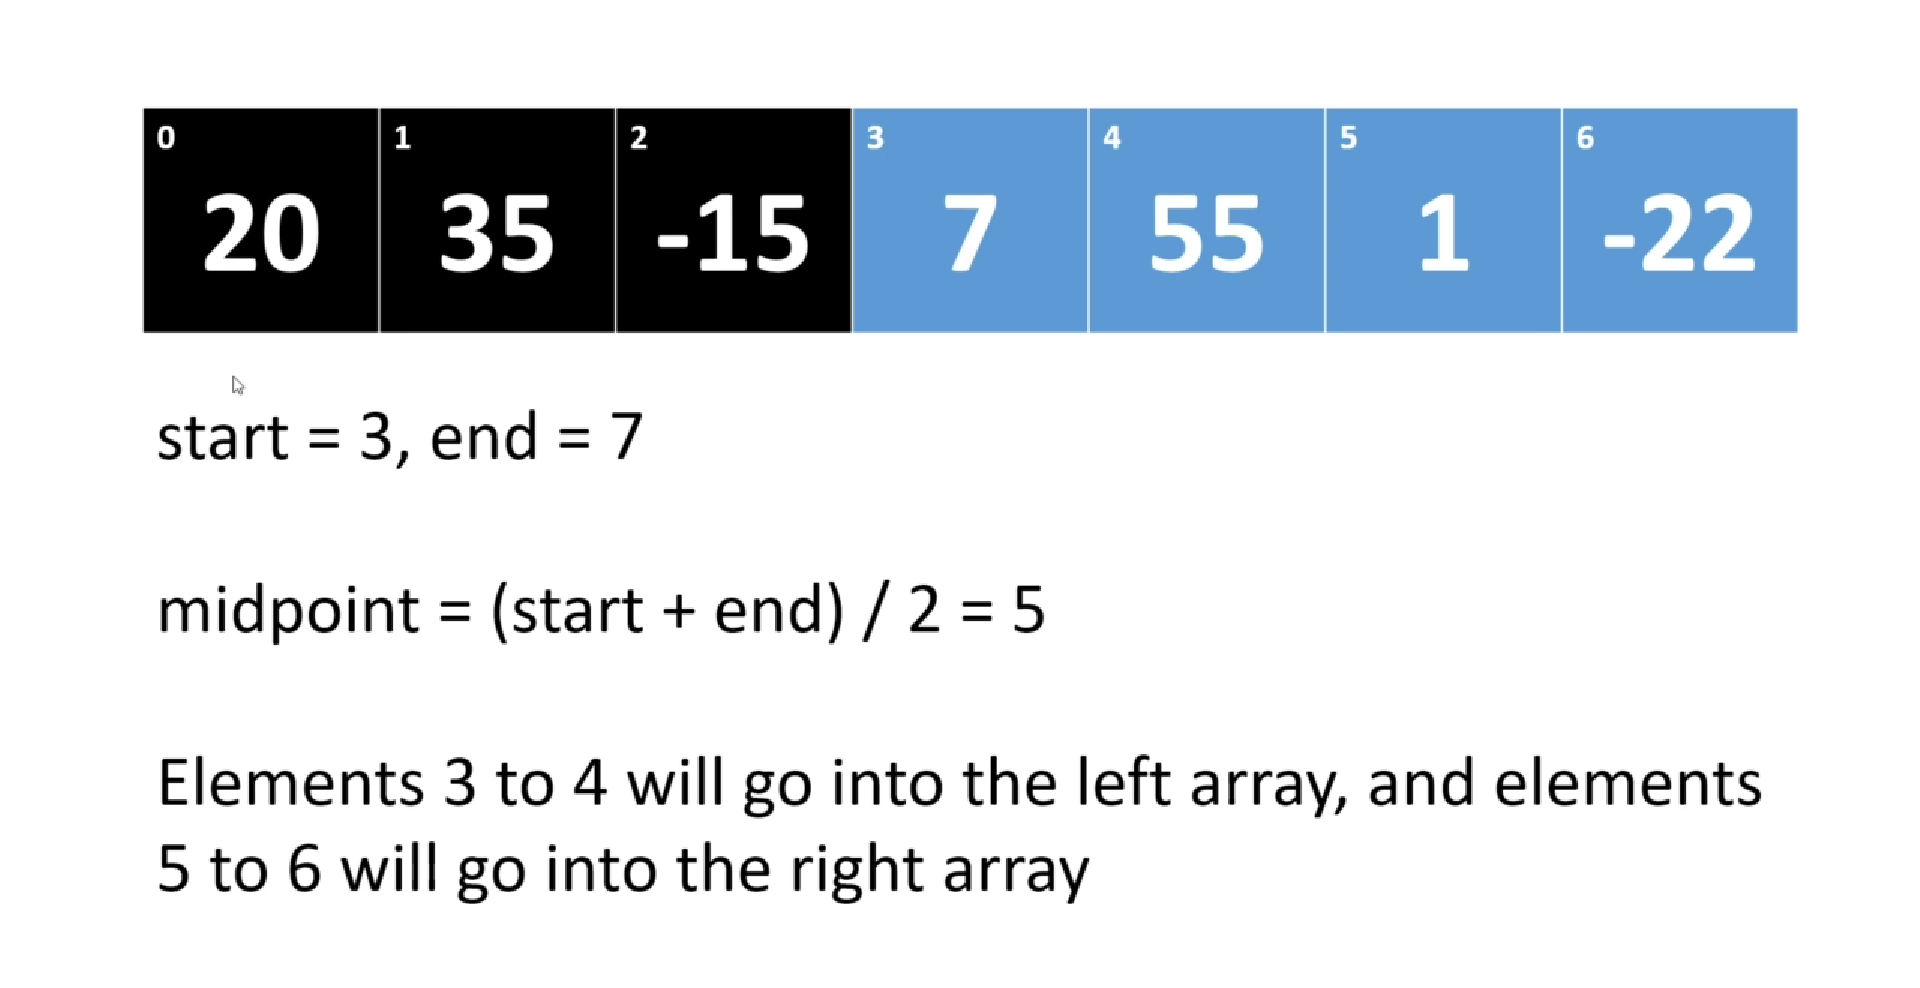 0 1 2 3 4 5 6
20 35 -15 7 55 1 -22
start = 3, end = 7
midpoint = (start + end) / 2 = 5
Elements 3 to 4 will go into the left array, and elements
5 to 6 will go into the right array